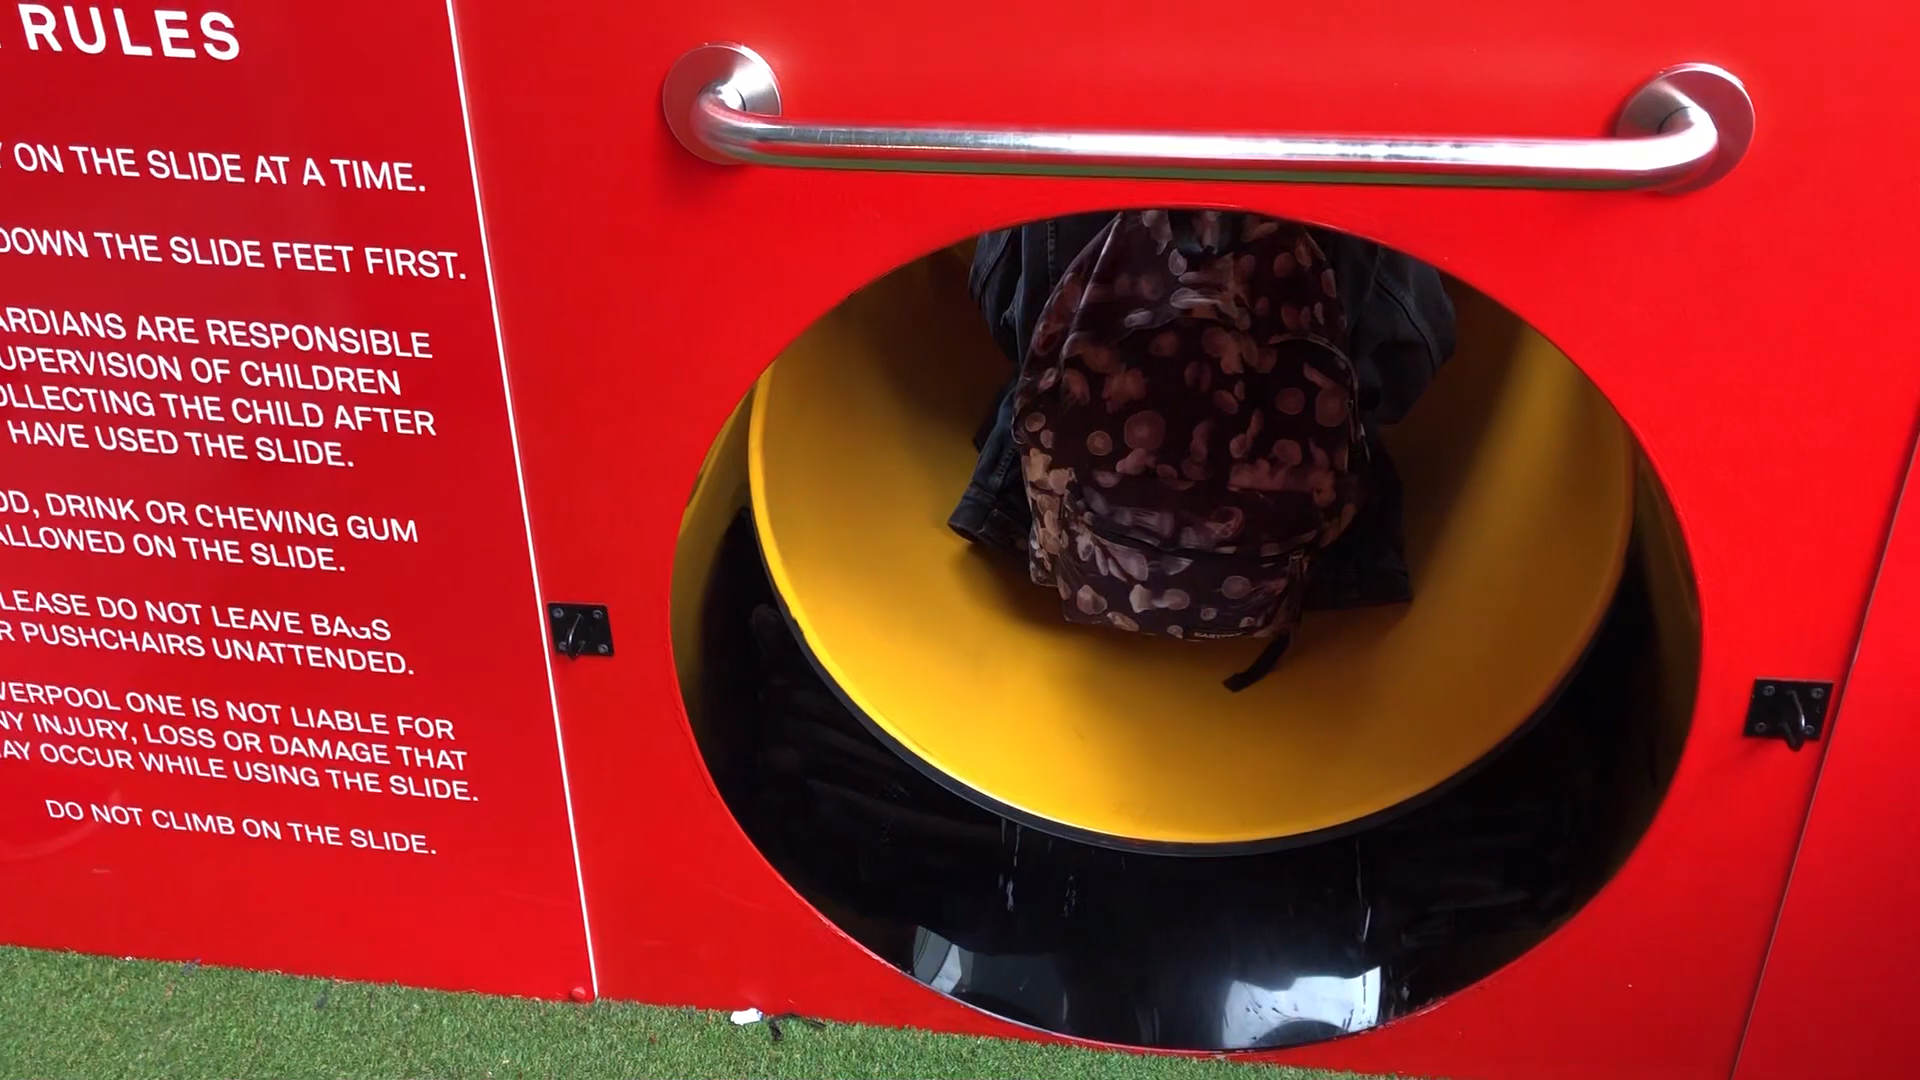 RULES
Y ON THE SLIDE AT A TIME.
DOWN THE SLIDE FEET FIRST.
ARDIANS ARE RESPONSIBLE
UPERVISION OF CHILDREN
OLLECTING THE CHILD AFTER
HAVE USED THE SLIDE.
OD, DRINK OR CHEWING GUM
ALLOWED ON THE SLIDE.
LEASE DO NOT LEAVE BAGS
R PUSHCHAIRS UNATTENDED.
VERPOOL ONE IS NOT LIABLE FOR
NY INJURY, LOSS OR DAMAGE THAT
AY OCCUR WHILE USING THE SLIDE.
DO NOT CLIMB ON THE SLIDE.